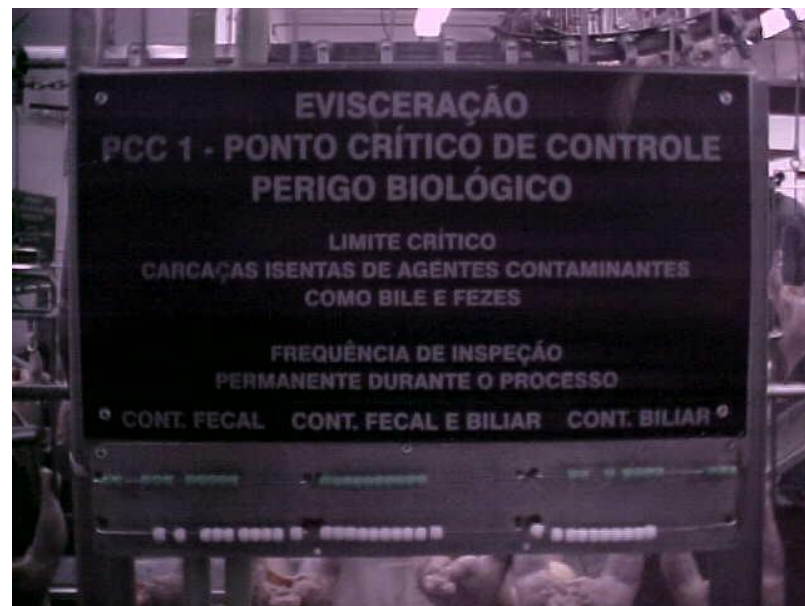 EVISCERAÇÃO
PCC 1 - PONTO CRÍTICO DE CONTROLE
PERIGO BIOLÓGICO
LIMITE CRÍTICO
CARCAÇAS ISENTAS DE AGENTES CONTAMINANTES
COMO BILE E FEZES
FREQUÊNCIA DE INSPEÇÃO
PERMANENTE DURANTE O PROCESSO
CONT. FECAL CONT. FECAL E BILIAR CONT. BILIAR